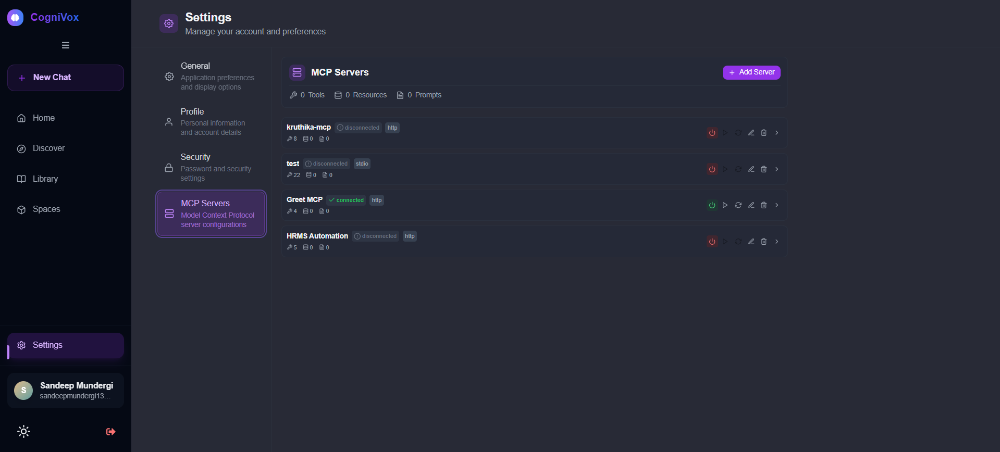 CogniVox
New Chat
Home
Discover
Library
Spaces
Settings
Sandeep Mundergi
sandeepmundergi13...
S
Settings
Manage your account and preferences
General
Application preferences
and display options
Profile
Personal information
and account details
Security
Password and security
settings
MCP Servers
Model Context Protocol
server configurations
MCP Servers
Add Server
0 Tools 0 Resources 0 Prompts
kruthika-mcp disconnected http
8 0 0
test disconnected stdio
22 0 0
Greet MCP connected http
4 0 0
HRMS Automation disconnected http
5 0 0